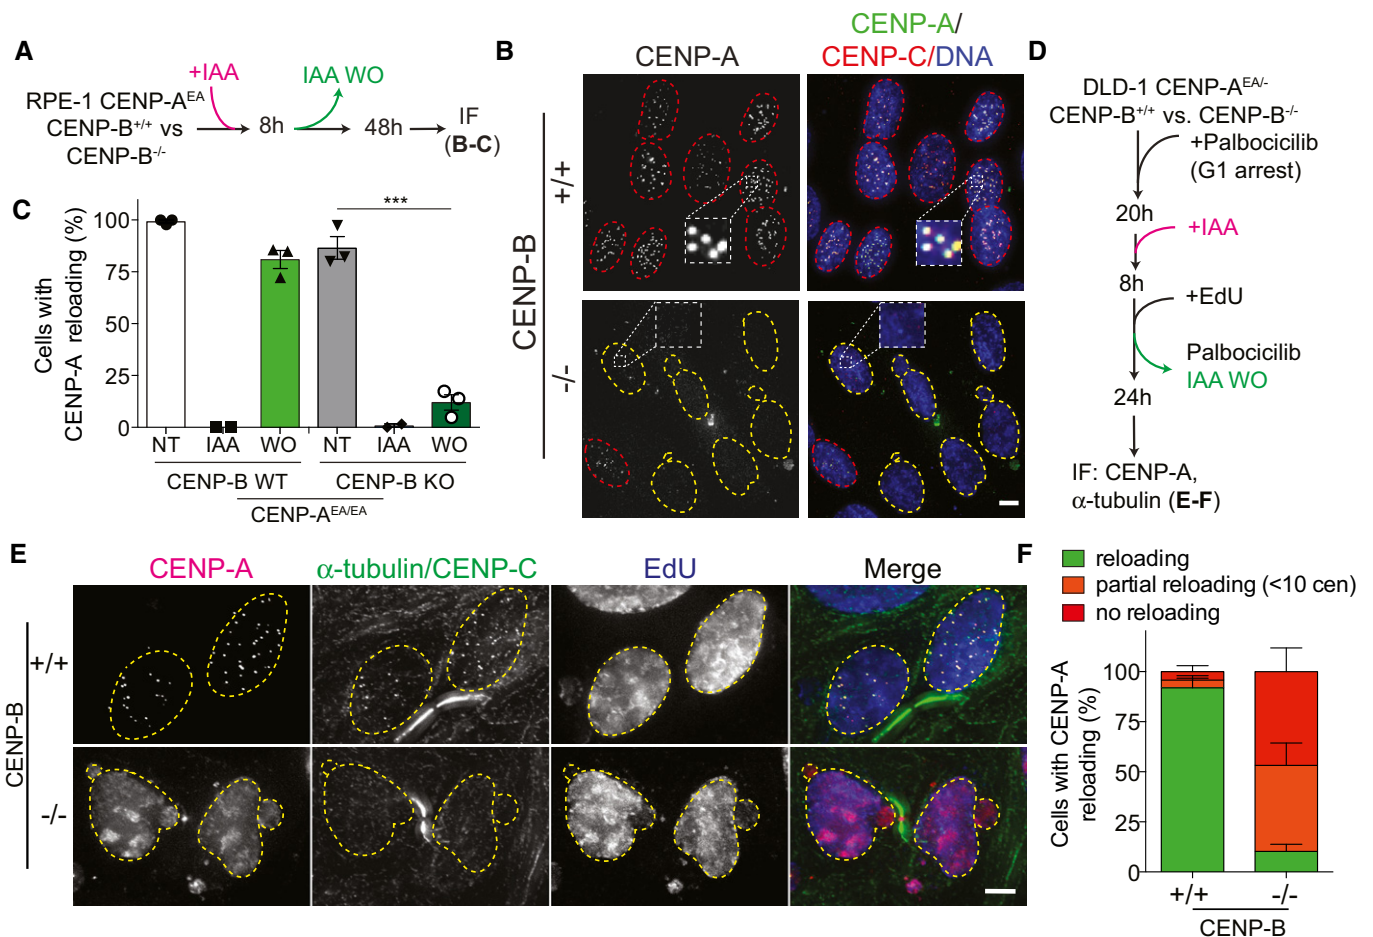 A
+IAA
IAA WO
RPE-1 CENP-A^EA
CENP-B+/+ vs
CENP-B-/-
8h
48h
IF
(B-C)
B
CENP-A
CENP-A/
CENP-C/DNA
CENP-B
+/+
-/-
C
Cells with
CENP-A reloading (%)
100
75
50
25
0
***
NT
IAA
WO
NT
IAA
WO
CENP-B WT
CENP-B KO
CENP-A^EA/EA
D
DLD-1 CENP-A^EA/-
CENP-B+/+ vs. CENP-B-/-
+Palbocicilib
(G1 arrest)
20h
+IAA
8h
+EdU
Palbocicilib
IAA WO
24h
IF: CENP-A,
α-tubulin (E-F)
E
CENP-A
α-tubulin/CENP-C
EdU
Merge
CENP-B
+/+
-/-
F
reloading
partial reloading (<10 cen)
no reloading
Cells with CENP-A
reloading (%)
100
75
50
25
0
+/+
-/-
CENP-B